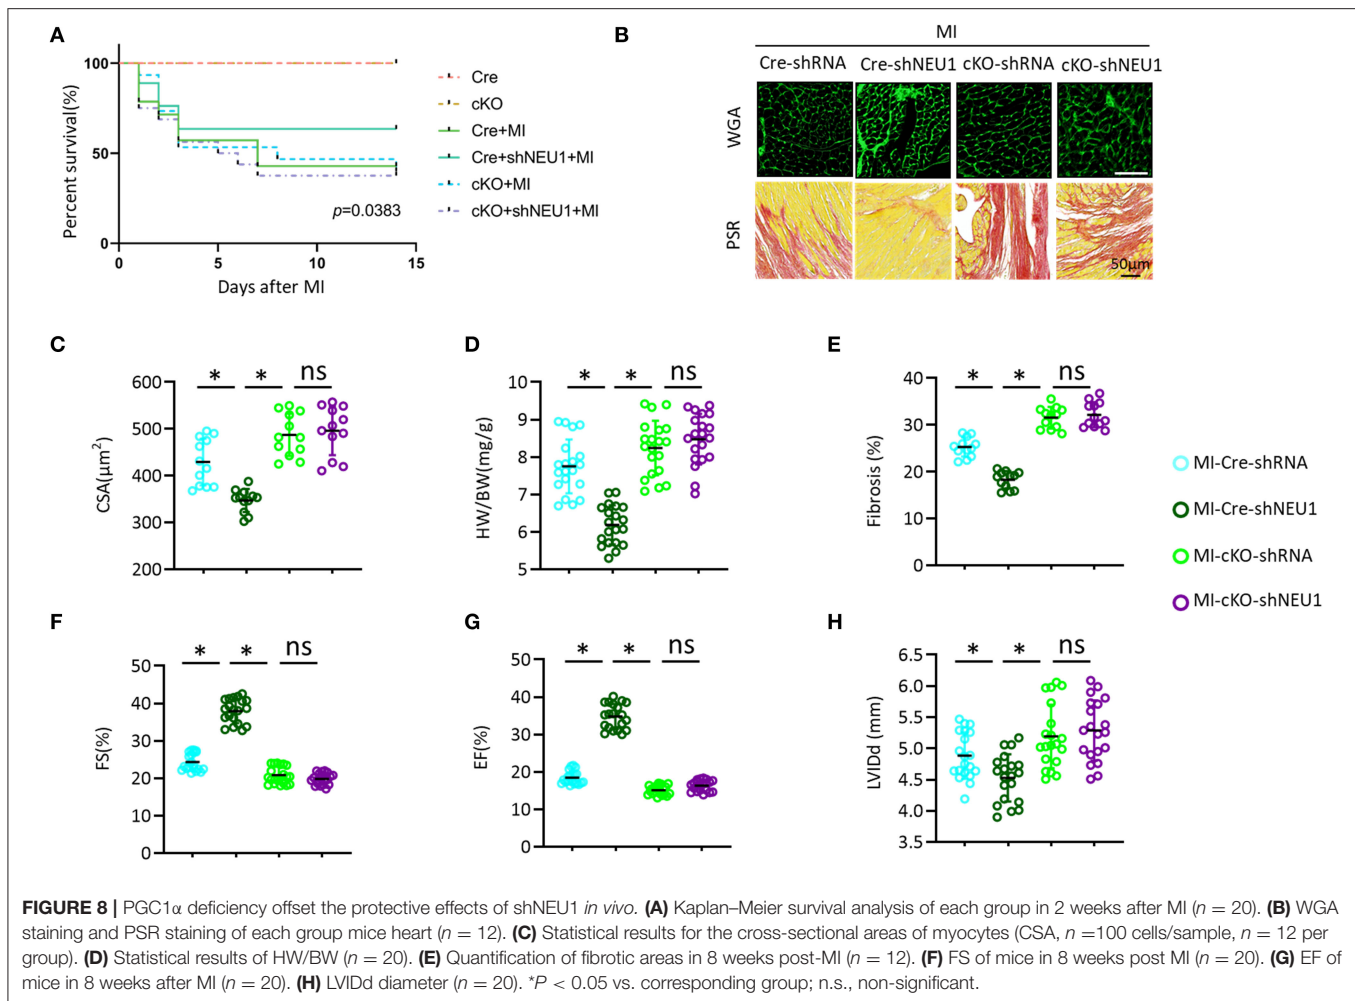 A
Percent survival(%)
100
50
0
0 5 10 15
Days after MI
p=0.0383
Cre
cKO
Cre+MI
Cre+shNEU1+MI
cKO+MI
cKO+shNEU1+MI
B
MI
Cre-shRNA Cre-shNEU1 cKO-shRNA cKO-shNEU1
WGA
PSR
50μm
C
* * ns
CSA(μm²)
600
500
400
300
200
D
* * ns
HW/BW(mg/g)
10
9
8
7
6
5
E
* * ns
Fibrosis (%)
40
30
20
10
0
MI-Cre-shRNA
MI-Cre-shNEU1
MI-cKO-shRNA
MI-cKO-shNEU1
F
* * ns
FS(%)
50
40
30
20
10
0
G
* * ns
EF(%)
50
40
30
20
10
0
H
* * ns
LVIDd (mm)
6.5
6.0
5.5
5.0
4.5
4.0
3.5
FIGURE 8 | PGC1α deficiency offset the protective effects of shNEU1 in vivo. (A) Kaplan–Meier survival analysis of each group in 2 weeks after MI (n = 20). (B) WGA
staining and PSR staining of each group mice heart (n = 12). (C) Statistical results for the cross-sectional areas of myocytes (CSA, n =100 cells/sample, n = 12 per
group). (D) Statistical results of HW/BW (n = 20). (E) Quantification of fibrotic areas in 8 weeks post-MI (n = 12). (F) FS of mice in 8 weeks post MI (n = 20). (G) EF of
mice in 8 weeks after MI (n = 20). (H) LVIDd diameter (n = 20). *P < 0.05 vs. corresponding group; n.s., non-significant.